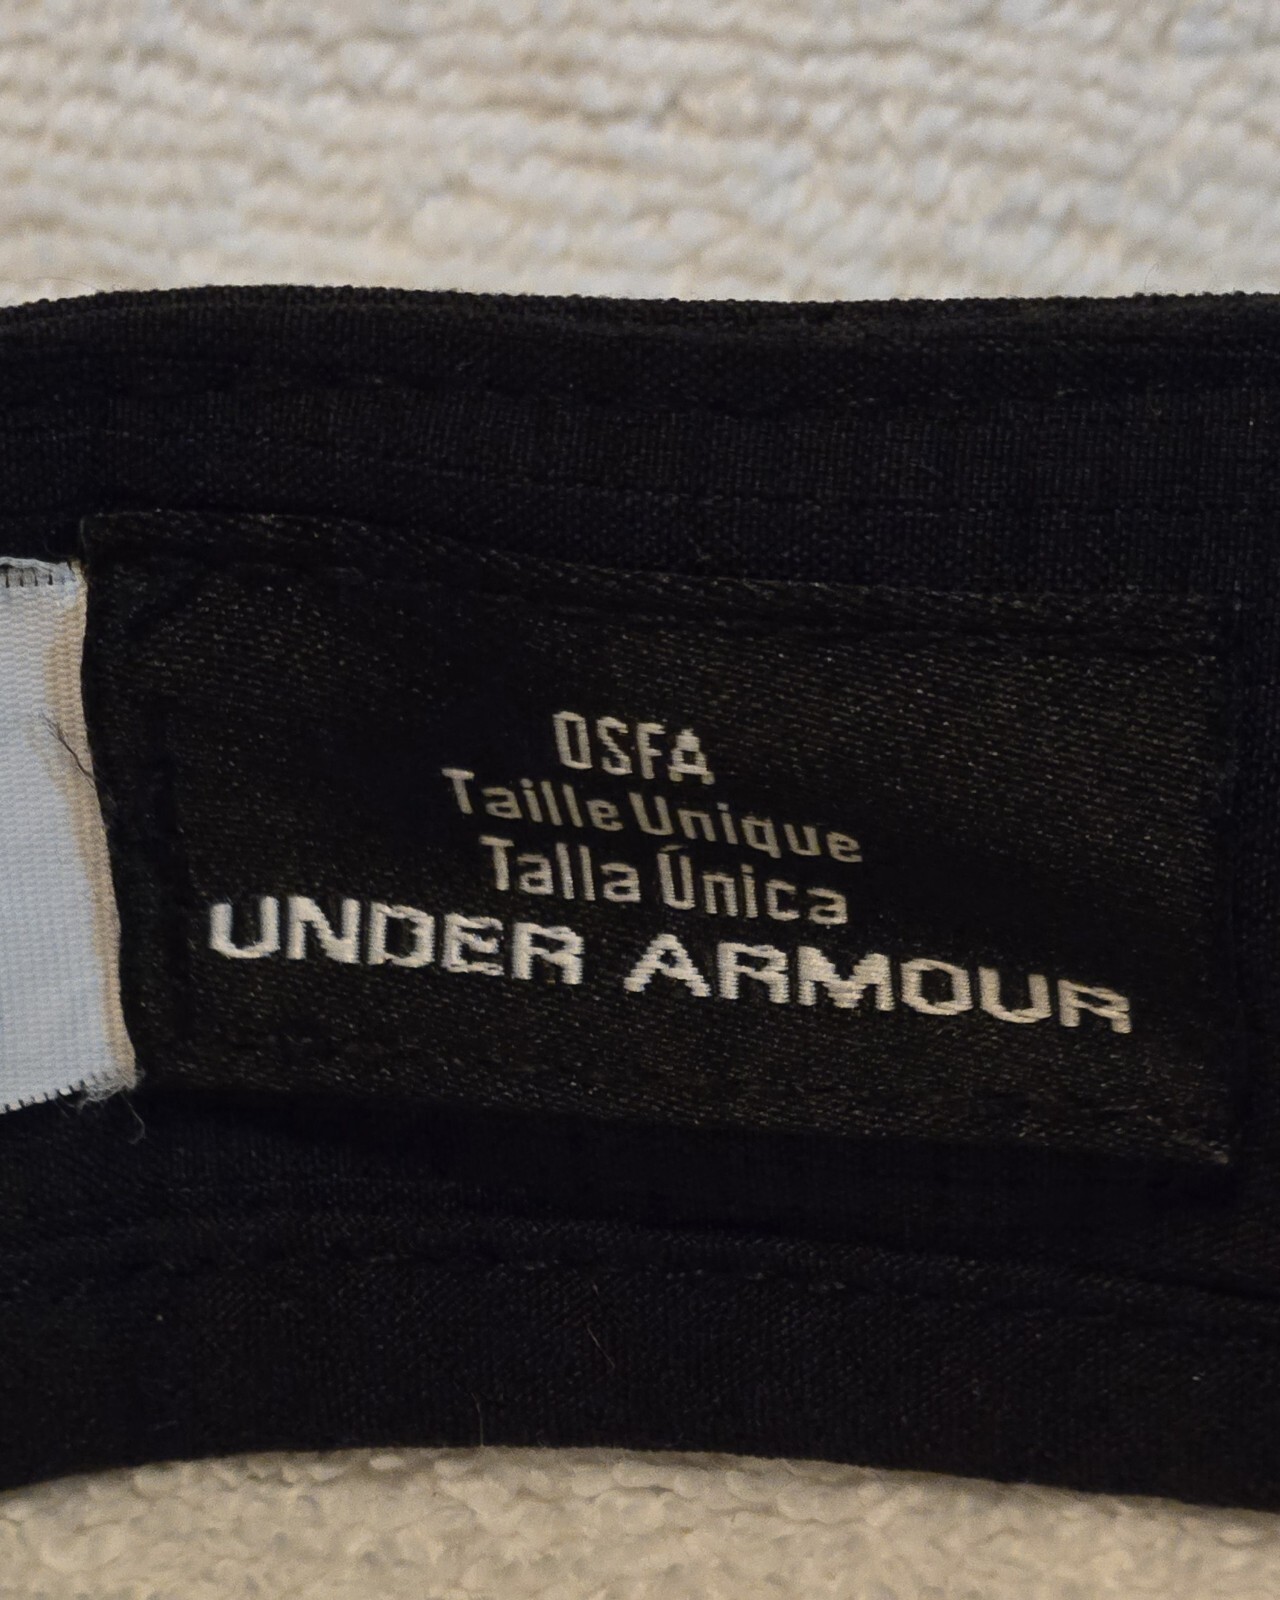 OSFA
Taille Unique
Talla Única
UNDER ARMOUR